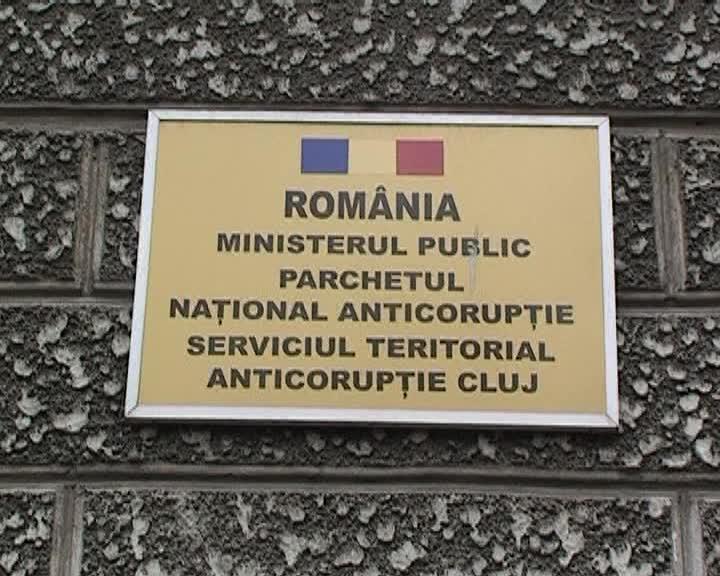 ROMÂNIA
MINISTERUL PUBLIC
PARCHETUL
NAȚIONAL ANTICORUPȚIE
SERVICIUL TERITORIAL
ANTICORUPȚIE CLUJ